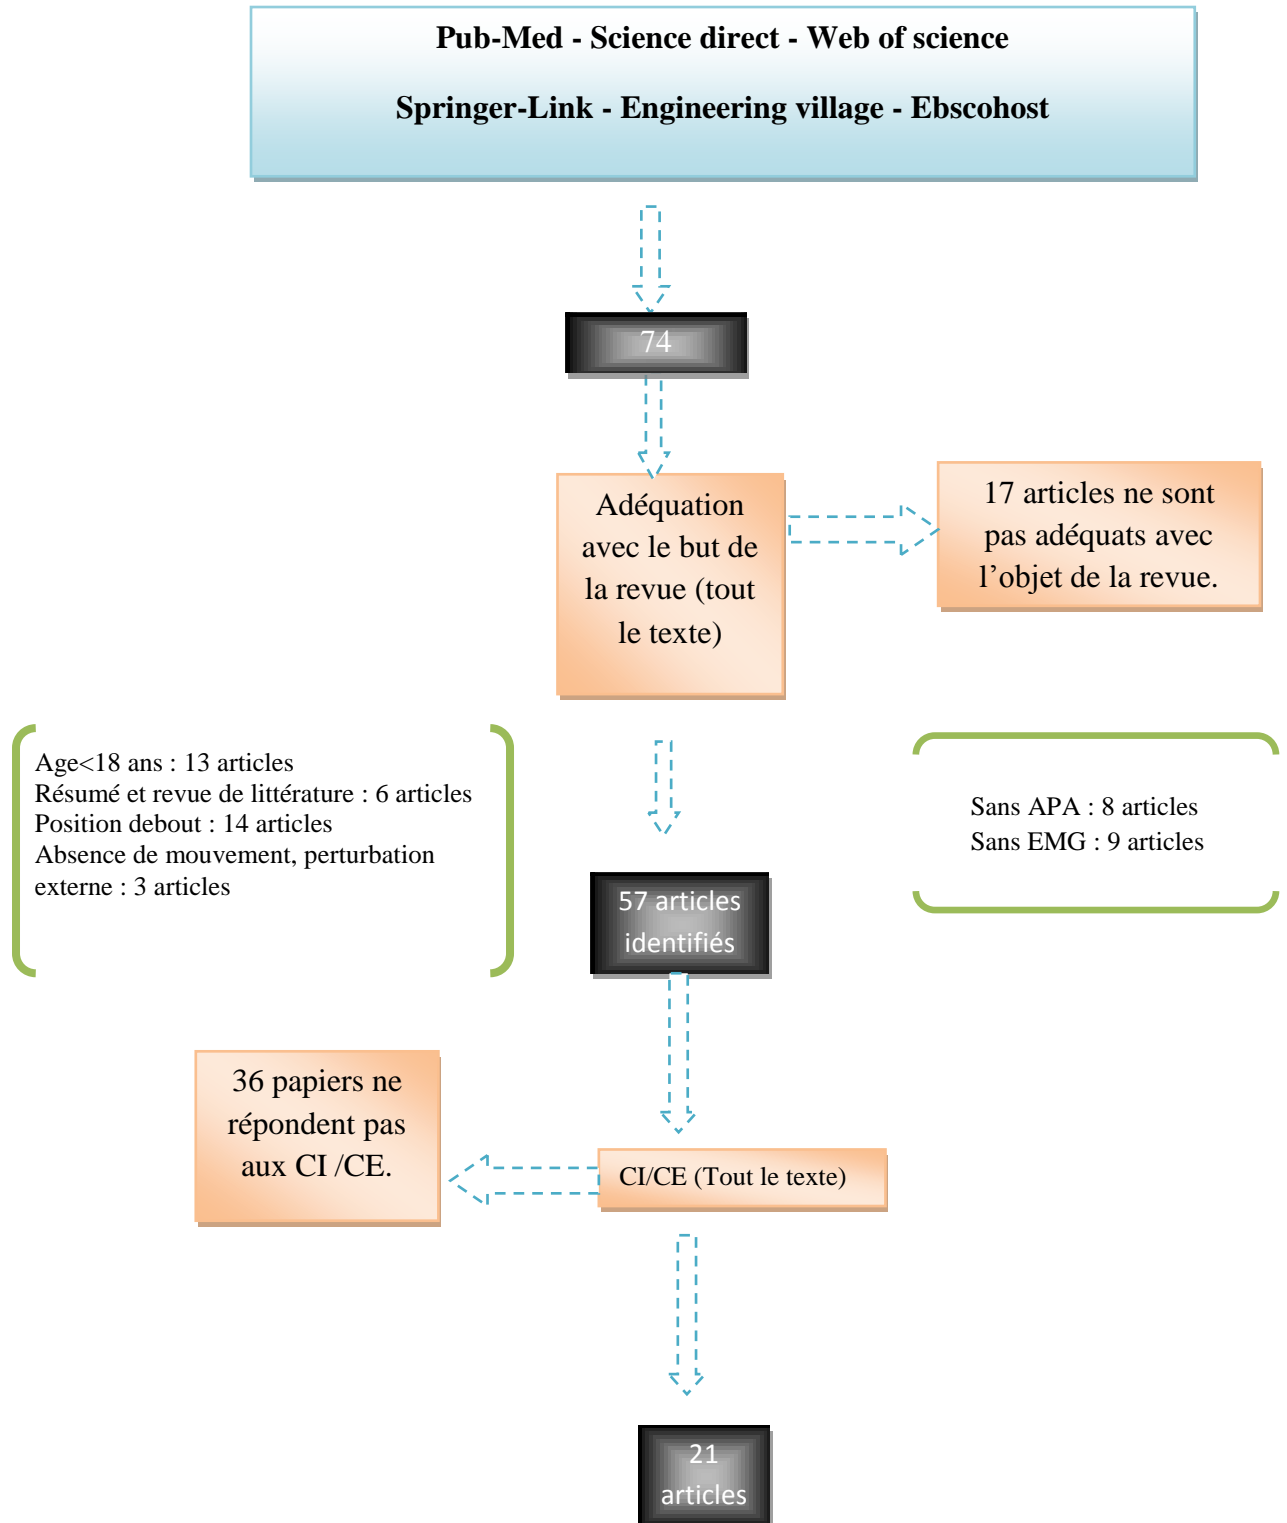 Pub-Med - Science direct - Web of science
Springer-Link - Engineering village - Ebscohost
74
Adéquation
avec le but de
la revue (tout
le texte)
17 articles ne sont
pas adéquats avec
l’objet de la revue.
Age<18 ans : 13 articles
Résumé et revue de littérature : 6 articles
Position debout : 14 articles
Absence de mouvement, perturbation
externe : 3 articles
Sans APA : 8 articles
Sans EMG : 9 articles
57 articles
identifiés
36 papiers ne
répondent pas
aux CI /CE.
CI/CE (Tout le texte)
21
articles